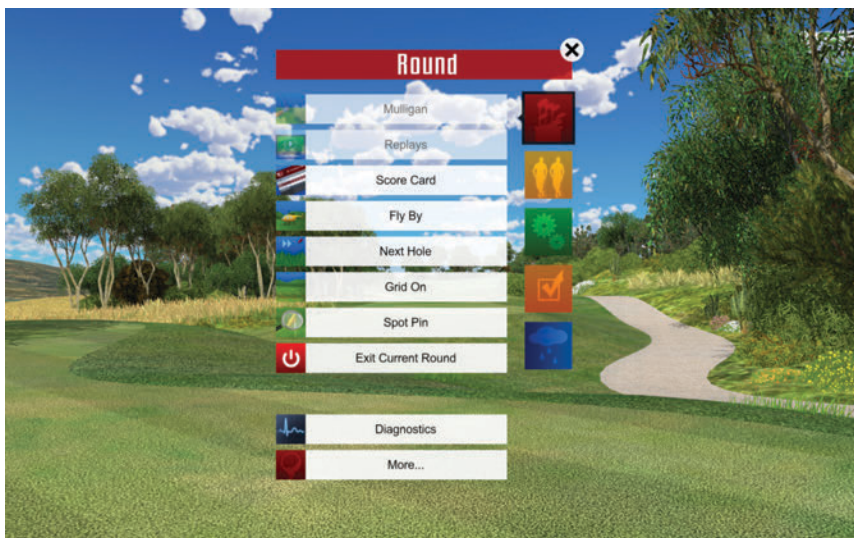 Round
Mulligan
Replays
Score Card
Fly By
Next Hole
Grid On
Spot Pin
Exit Current Round
Diagnostics
More...